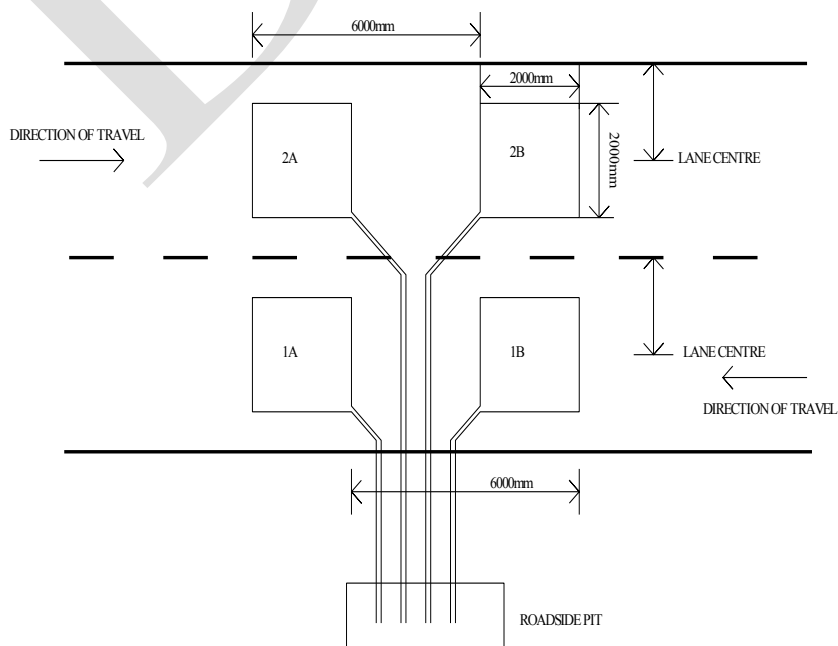 6000mm
2000mm
DIRECTION OF TRAVEL
2A
2B
2000mm
LANE CENTRE
1A
1B
LANE CENTRE
DIRECTION OF TRAVEL
6000mm
ROADSIDE PIT